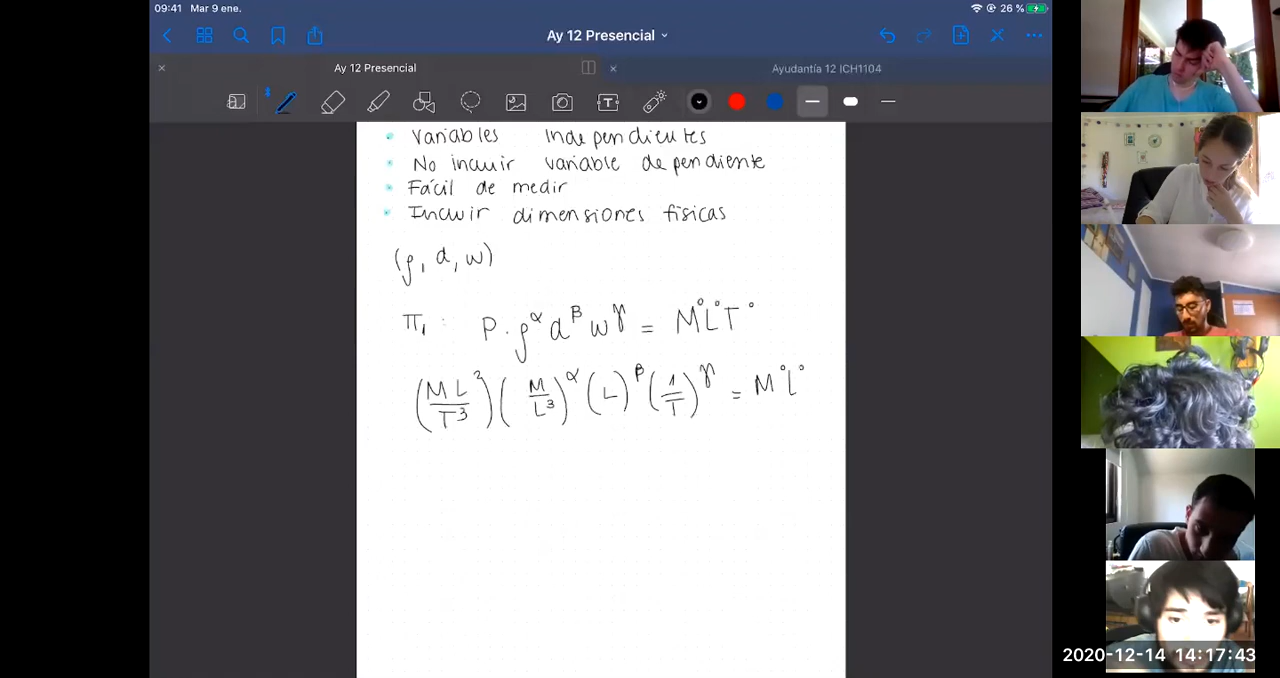 09:41 Mar 9 ene.
26 %
Ay 12 Presencial
Ay 12 Presencial
Ayudantía 12 ICH1104
Variables Independientes
No incluir variable dependiente
Fácil de medir
Incluir dimensiones físicas
(ρ, d, w)
Π₁: P · ρ^α d^β w^γ = M°L°T°
(ML²/T³)(M/L³)^α (L)^β (1/T)^γ = M°L°
2020-12-14 14:17:43